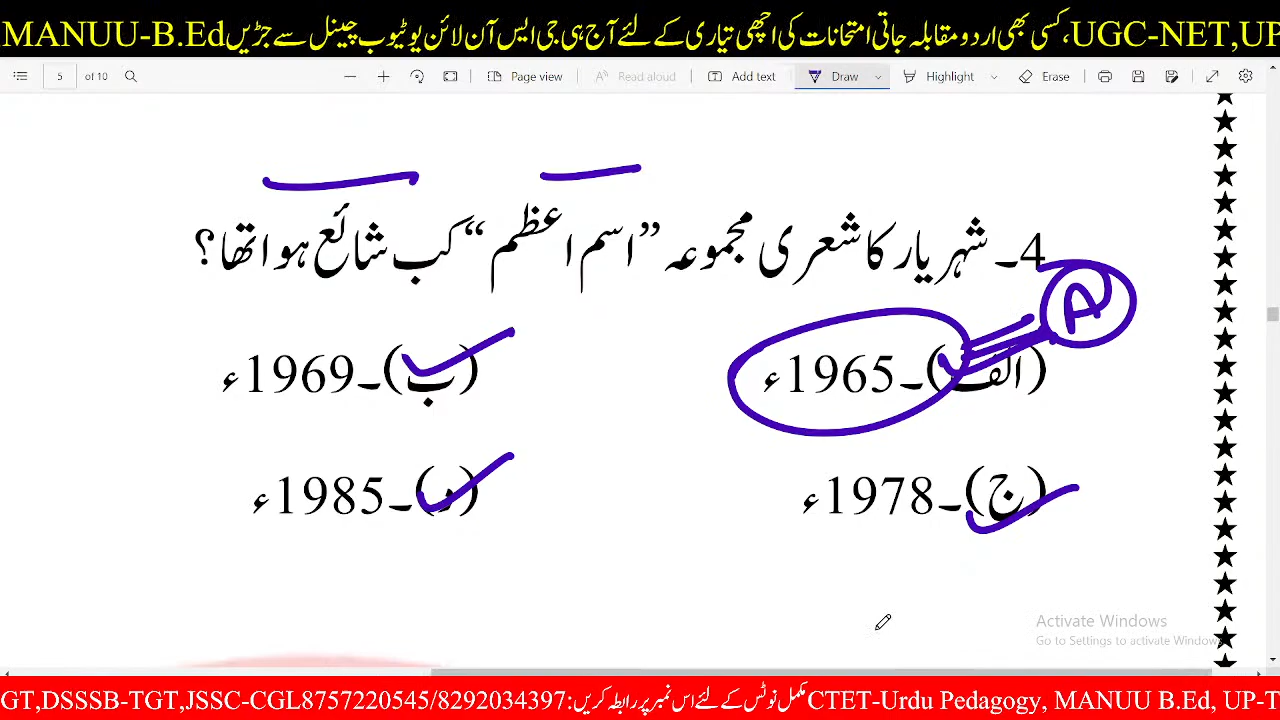 UGC-NET,UP ،کسی بھی اردو مقابلہ جاتی امتحانات کی اچھی تیاری کے لئے آج ہی جی ایس آن لائن یوٹیوب چینل سے جڑیں MANUU-B.Ed
5 of 10 Page view Read aloud Add text Draw Highlight Erase
4۔ شہریار کا شعری مجموعہ ”اسم اعظم“ کب شائع ہوا تھا؟
A
(الف)۔1965ء (ب)۔1969ء
(ج)۔1978ء (د)۔1985ء
Activate Windows
Go to Settings to activate Windows
GT,DSSSB-TGT,JSSC-CGL8757220545/8292034397:مکمل نوٹس کے لئے اس نمبر پر رابطہ کریں CTET-Urdu Pedagogy, MANUU B.Ed, UP-T